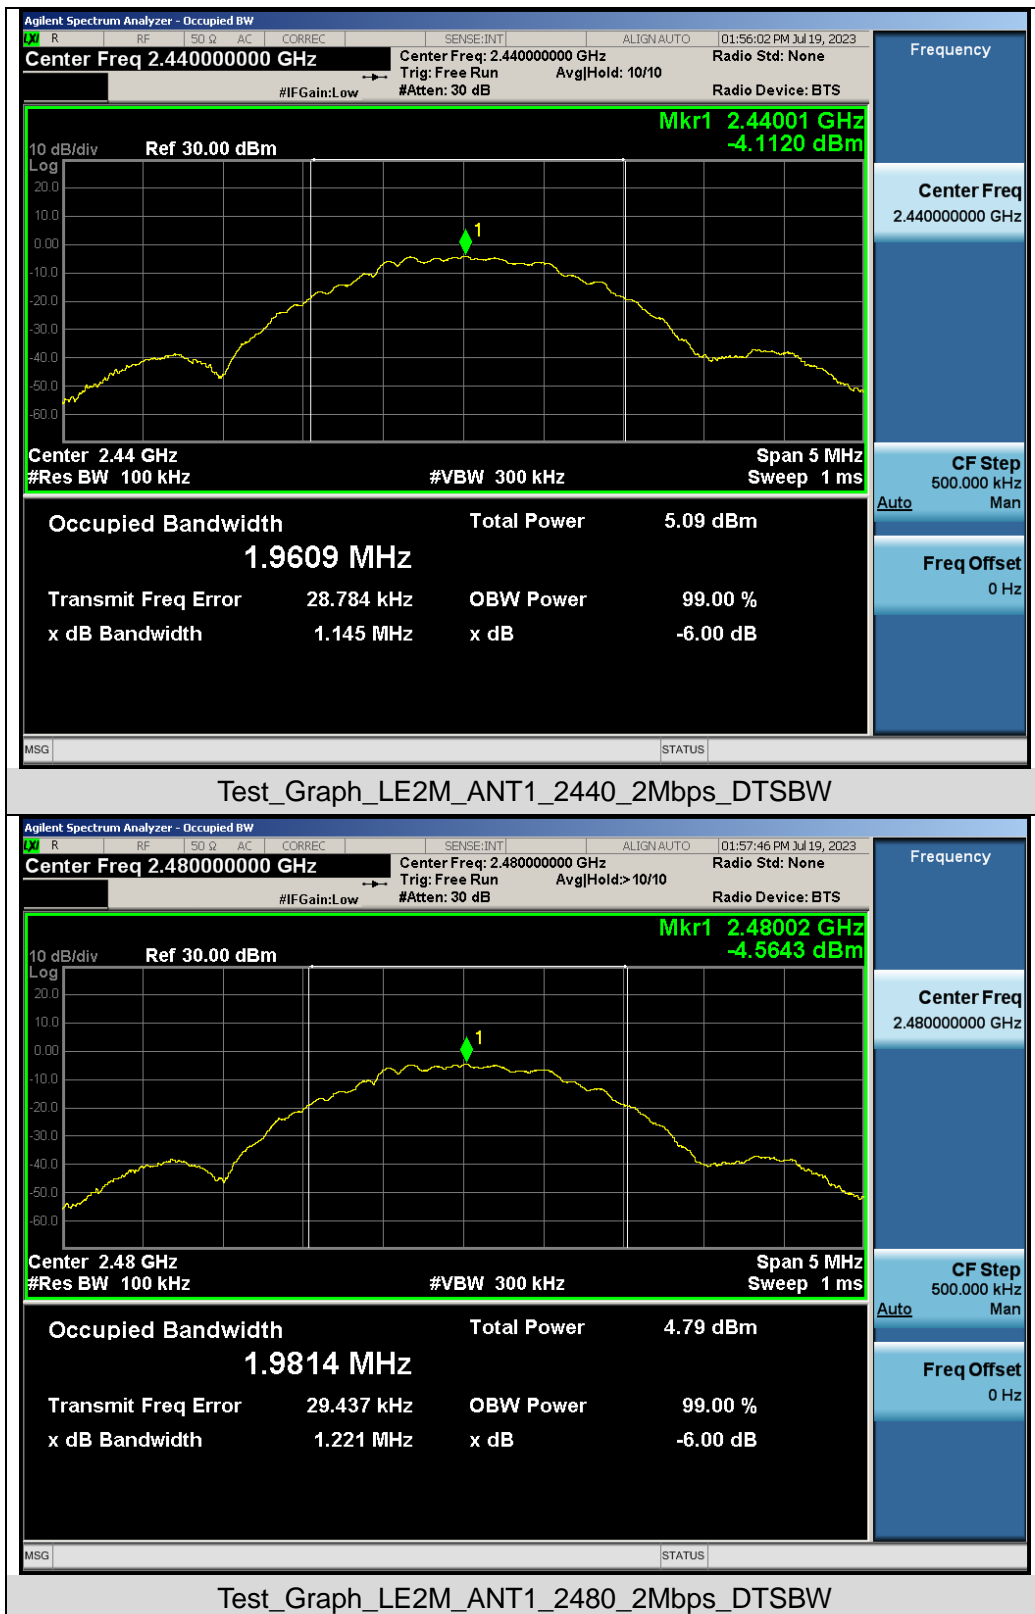 Agilent Spectrum Analyzer - Occupied BW
LXI R RF 50 Ω AC CORREC SENSE:INT ALIGN AUTO 01:56:02 PM Jul 19, 2023
Center Freq 2.440000000 GHz
Center Freq: 2.440000000 GHz Radio Std: None
Trig: Free Run Avg|Hold: 10/10
#IFGain:Low #Atten: 30 dB Radio Device: BTS
Mkr1 2.44001 GHz
-4.1120 dBm
10 dB/div Ref 30.00 dBm
Log
20.0
10.0
0.00
-10.0
-20.0
-30.0
-40.0
-50.0
-60.0
1
Center 2.44 GHz Span 5 MHz
#Res BW 100 kHz #VBW 300 kHz Sweep 1 ms
Occupied Bandwidth Total Power 5.09 dBm
1.9609 MHz
Transmit Freq Error 28.784 kHz OBW Power 99.00 %
x dB Bandwidth 1.145 MHz x dB -6.00 dB
MSG STATUS
Frequency
Center Freq
2.440000000 GHz
CF Step
500.000 kHz
Auto Man
Freq Offset
0 Hz
Test_Graph_LE2M_ANT1_2440_2Mbps_DTSBW
Agilent Spectrum Analyzer - Occupied BW
LXI R RF 50 Ω AC CORREC SENSE:INT ALIGN AUTO 01:57:46 PM Jul 19, 2023
Center Freq 2.480000000 GHz
Center Freq: 2.480000000 GHz Radio Std: None
Trig: Free Run Avg|Hold:>10/10
#IFGain:Low #Atten: 30 dB Radio Device: BTS
Mkr1 2.48002 GHz
-4.5643 dBm
10 dB/div Ref 30.00 dBm
Log
20.0
10.0
0.00
-10.0
-20.0
-30.0
-40.0
-50.0
-60.0
1
Center 2.48 GHz Span 5 MHz
#Res BW 100 kHz #VBW 300 kHz Sweep 1 ms
Occupied Bandwidth Total Power 4.79 dBm
1.9814 MHz
Transmit Freq Error 29.437 kHz OBW Power 99.00 %
x dB Bandwidth 1.221 MHz x dB -6.00 dB
MSG STATUS
Frequency
Center Freq
2.480000000 GHz
CF Step
500.000 kHz
Auto Man
Freq Offset
0 Hz
Test_Graph_LE2M_ANT1_2480_2Mbps_DTSBW